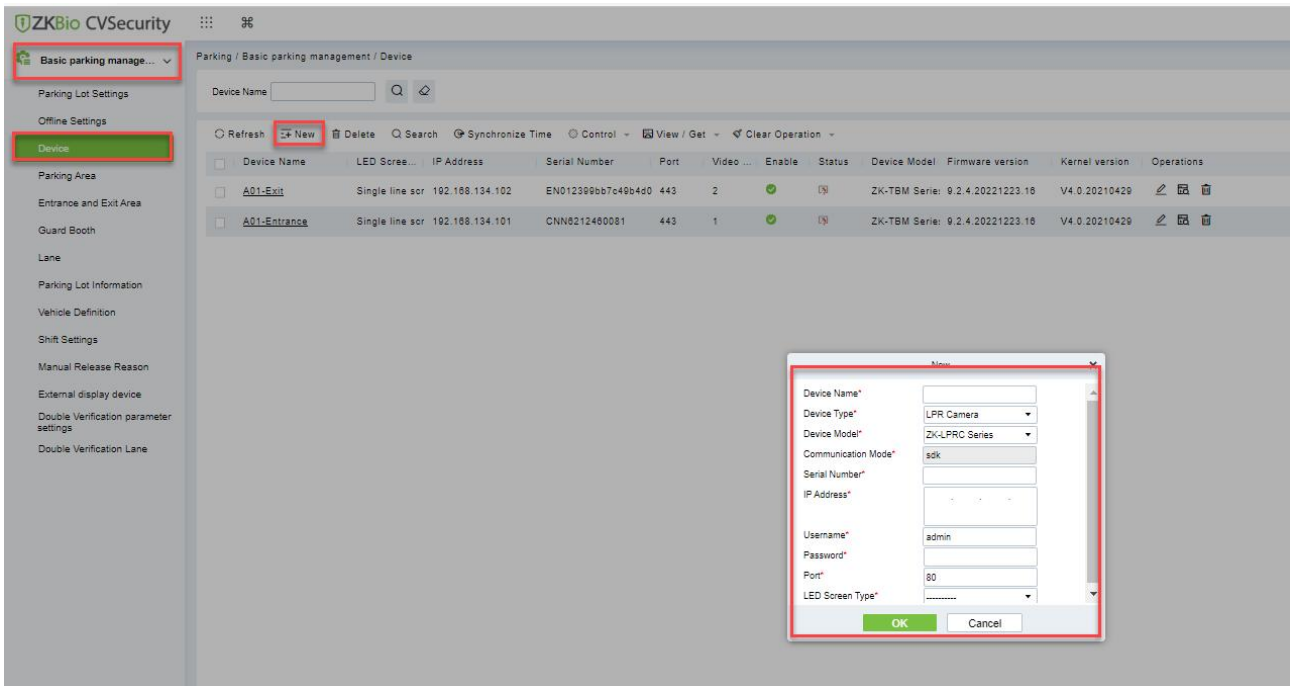 ZKBio CVSecurity
Basic parking manage...
Parking / Basic parking management / Device
Parking Lot Settings
Device Name
Offline Settings
Refresh New Delete Search Synchronize Time Control View / Get Clear Operation
Device
Device Name LED Scree... IP Address Serial Number Port Video ... Enable Status Device Model Firmware version Kernel version Operations
Parking Area
A01-Exit Single line scr 192.168.134.102 EN012399bb7c49b4d0 443 2 ZK-TBM Series 9.2.4.20221223.16 V4.0.20210429
Entrance and Exit Area
A01-Entrance Single line scr 192.168.134.101 CNN6212460081 443 1 ZK-TBM Series 9.2.4.20221223.16 V4.0.20210429
Guard Booth
Lane
Parking Lot Information
Vehicle Definition
Shift Settings
Manual Release Reason
External display device
Double Verification parameter
settings
Double Verification Lane
New
Device Name*
Device Type* LPR Camera
Device Model* ZK-LPRC Series
Communication Mode* sdk
Serial Number*
IP Address* . . .
Username* admin
Password*
Port* 80
LED Screen Type* ----------
OK Cancel